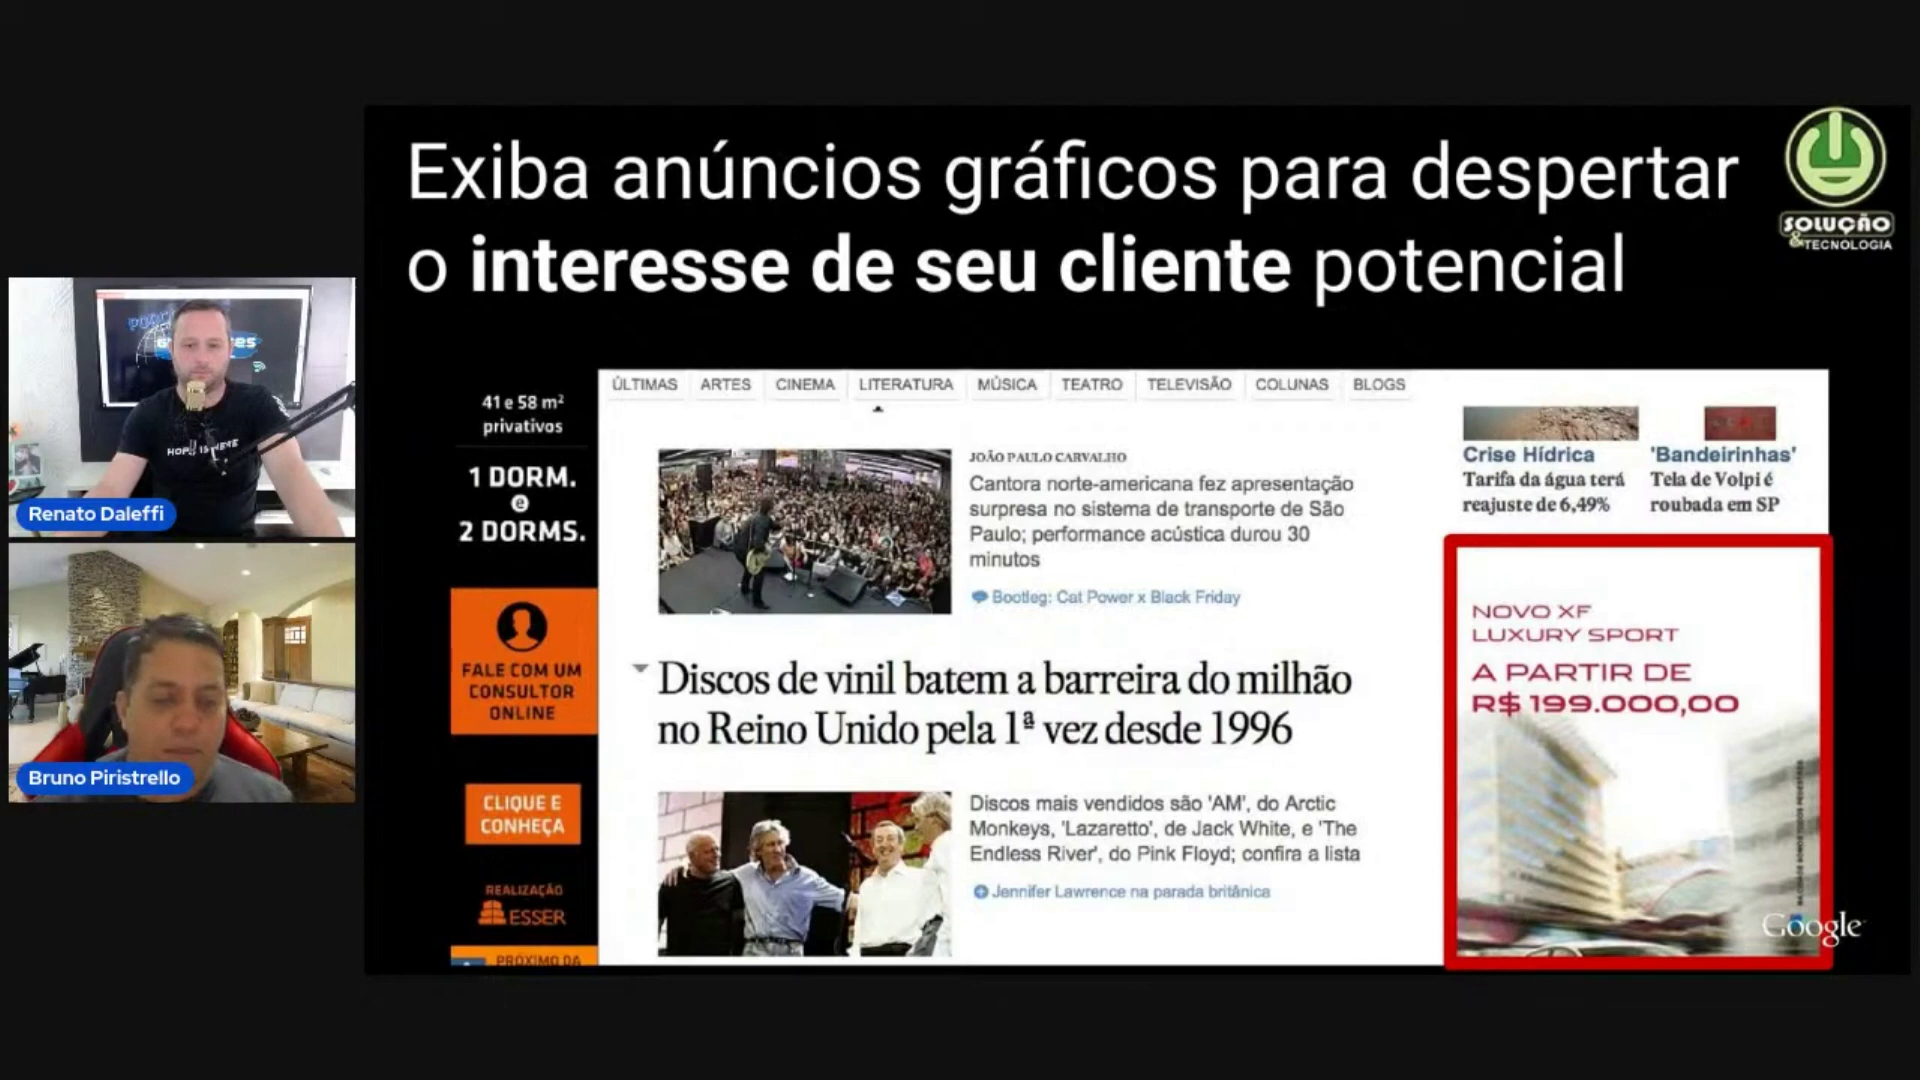 Exiba anúncios gráficos para despertar
o interesse de seu cliente potencial
SOLUÇÃO
& TECNOLOGIA
HOPE IS HERE
Renato Daleffi
Bruno Piristrello
41 e 58 m²
privativos
1 DORM.
e
2 DORMS.
FALE COM UM
CONSULTOR
ONLINE
CLIQUE E
CONHEÇA
REALIZAÇÃO
ESSER
PRÓXIMO DA
ÚLTIMAS ARTES CINEMA LITERATURA MÚSICA TEATRO TELEVISÃO COLUNAS BLOGS
JOÃO PAULO CARVALHO
Cantora norte-americana fez apresentação
surpresa no sistema de transporte de São
Paulo; performance acústica durou 30
minutos
Bootleg: Cat Power x Black Friday
Discos de vinil batem a barreira do milhão
no Reino Unido pela 1ª vez desde 1996
Discos mais vendidos são 'AM', do Arctic
Monkeys, 'Lazaretto', de Jack White, e 'The
Endless River', do Pink Floyd; confira a lista
Jennifer Lawrence na parada britânica
Crise Hídrica
Tarifa da água terá
reajuste de 6,49%
'Bandeirinhas'
Tela de Volpi é
roubada em SP
NOVO XF
LUXURY SPORT
A PARTIR DE
R$ 199.000,00
Google